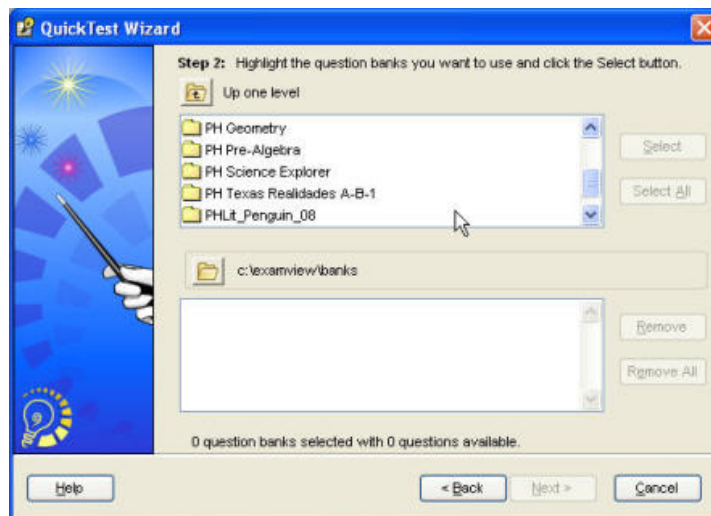 QuickTest Wizard
Step 2: Highlight the question banks you want to use and click the Select button.
Up one level
PH Geometry
PH Pre-Algebra
PH Science Explorer
PH Texas Realidades A-B-1
PHLit_Penguin_08
Select
Select All
c:\examview\banks
Remove
Remove All
0 question banks selected with 0 questions available.
Help
< Back
Next >
Cancel